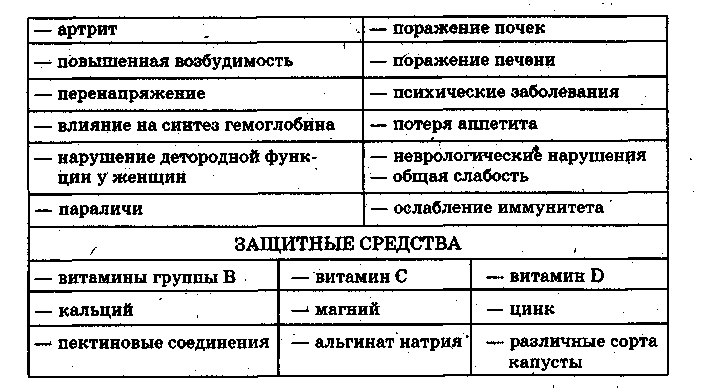 — артрит — поражение почек
— повышенная возбудимость — поражение печени
— перенапряжение — психические заболевания
— влияние на синтез гемоглобина — потеря аппетита
— нарушение детородной функ- — неврологические нарушения
ции у женщин — общая слабость
— параличи — ослабление иммунитета
ЗАЩИТНЫЕ СРЕДСТВА
— витамины группы В — витамин С — витамин D
— кальций — магний — цинк
— пектиновые соединения — альгинат натрия — различные сорта
капусты